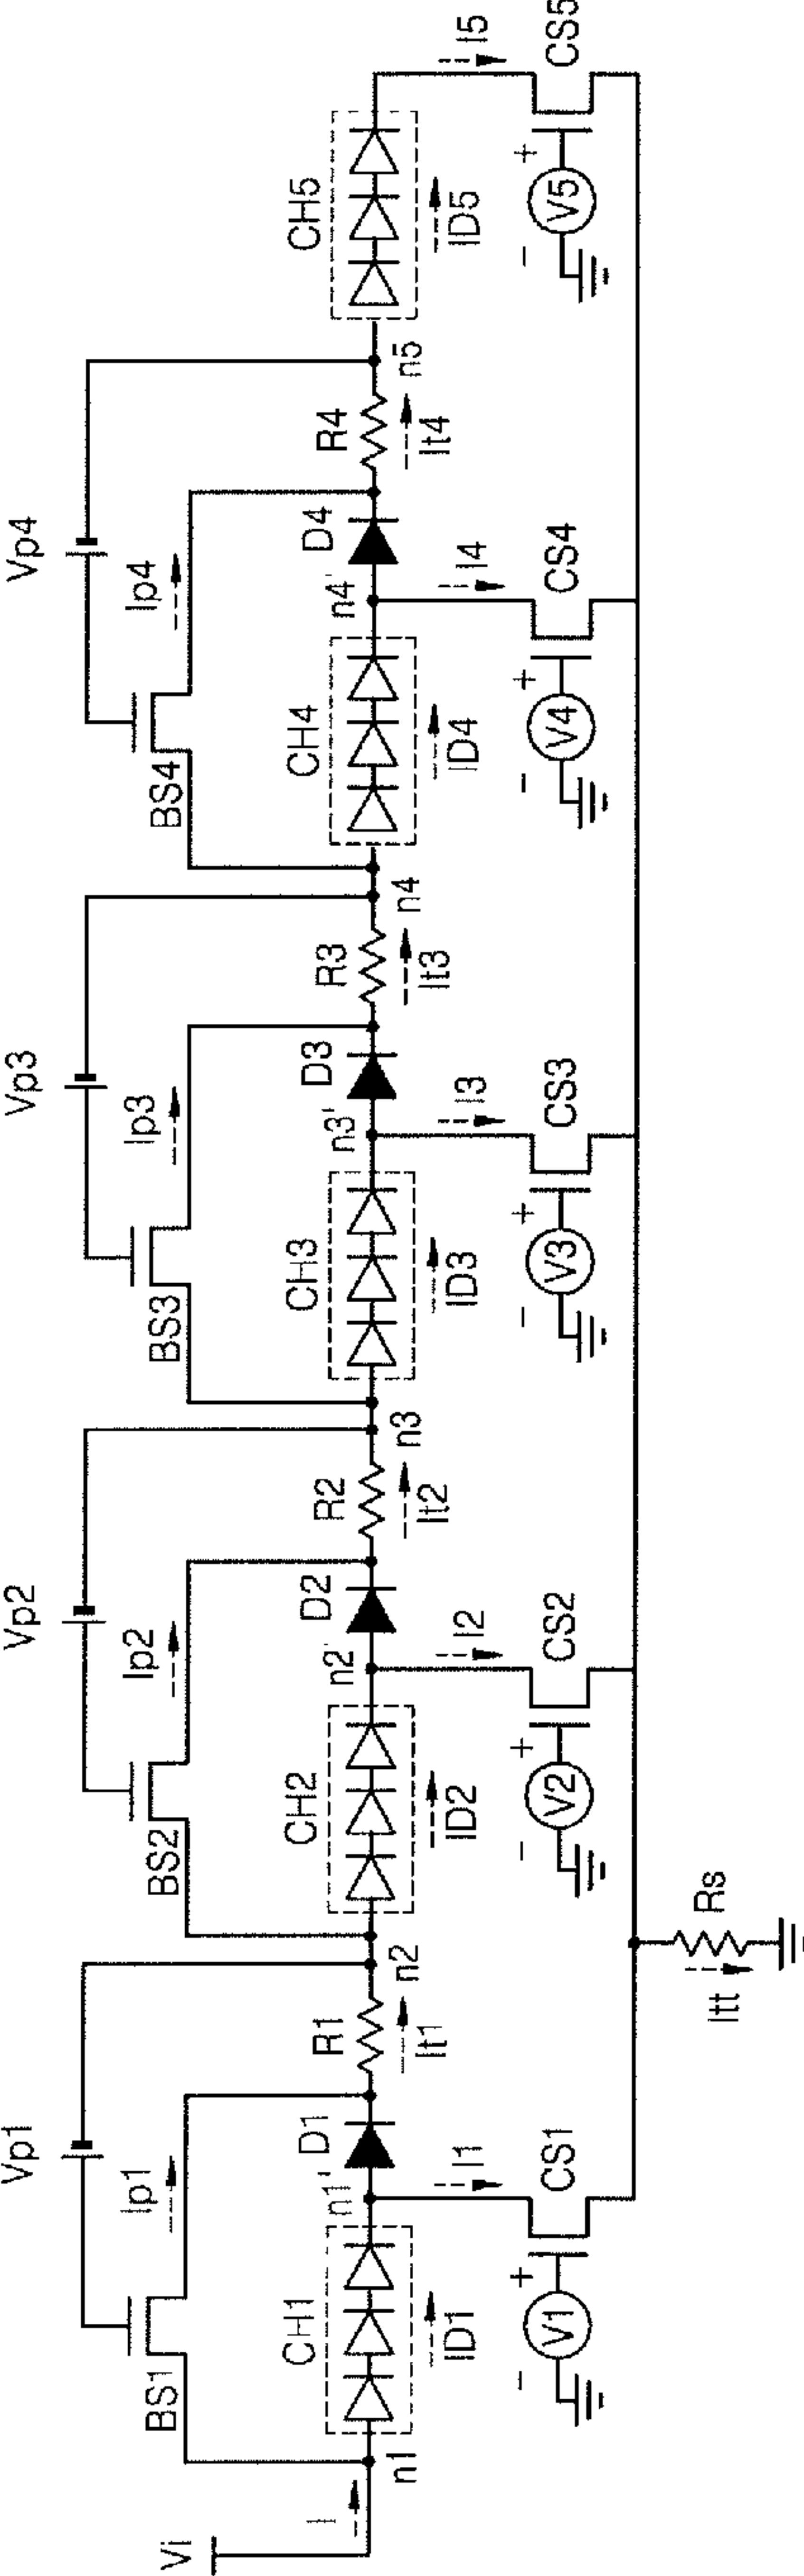 Vp1
Vp2
Vp3
Vp4
BS1
Ip1
BS2
Ip2
BS3
Ip3
BS4
Ip4
CH1
D1
R1
CH2
D2
R2
CH3
D3
R3
CH4
D4
R4
CH5
Vi
I
n1
n1'
n2
n2'
n3
n3'
n4
n4'
n5
ID1
I1
It1
ID2
I2
It2
ID3
I3
It3
ID4
I4
It4
ID5
I5
- V1 +
CS1
- V2 +
CS2
- V3 +
CS3
- V4 +
CS4
- V5 +
CS5
Itt
Rs